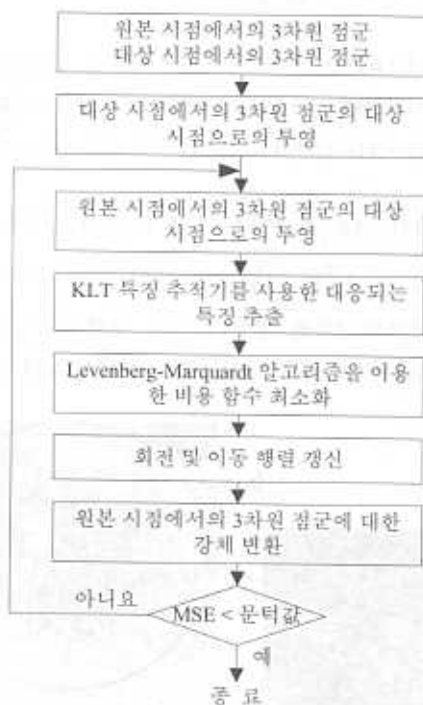 원본 시점에서의 3차원 점군
대상 시점에서의 3차원 점군
대상 시점에서의 3차원 점군의 대상
시점으로의 투영
원본 시점에서의 3차원 점군의 대상
시점으로의 투영
KLT 특징 추적기를 사용한 대응되는
특징 추출
Levenberg-Marquardt 알고리즘을 이용
한 비용 함수 최소화
회전 및 이동 행렬 갱신
원본 시점에서의 3차원 점군에 대한
강체 변환
아니요
MSE < 문턱값
예
종 료